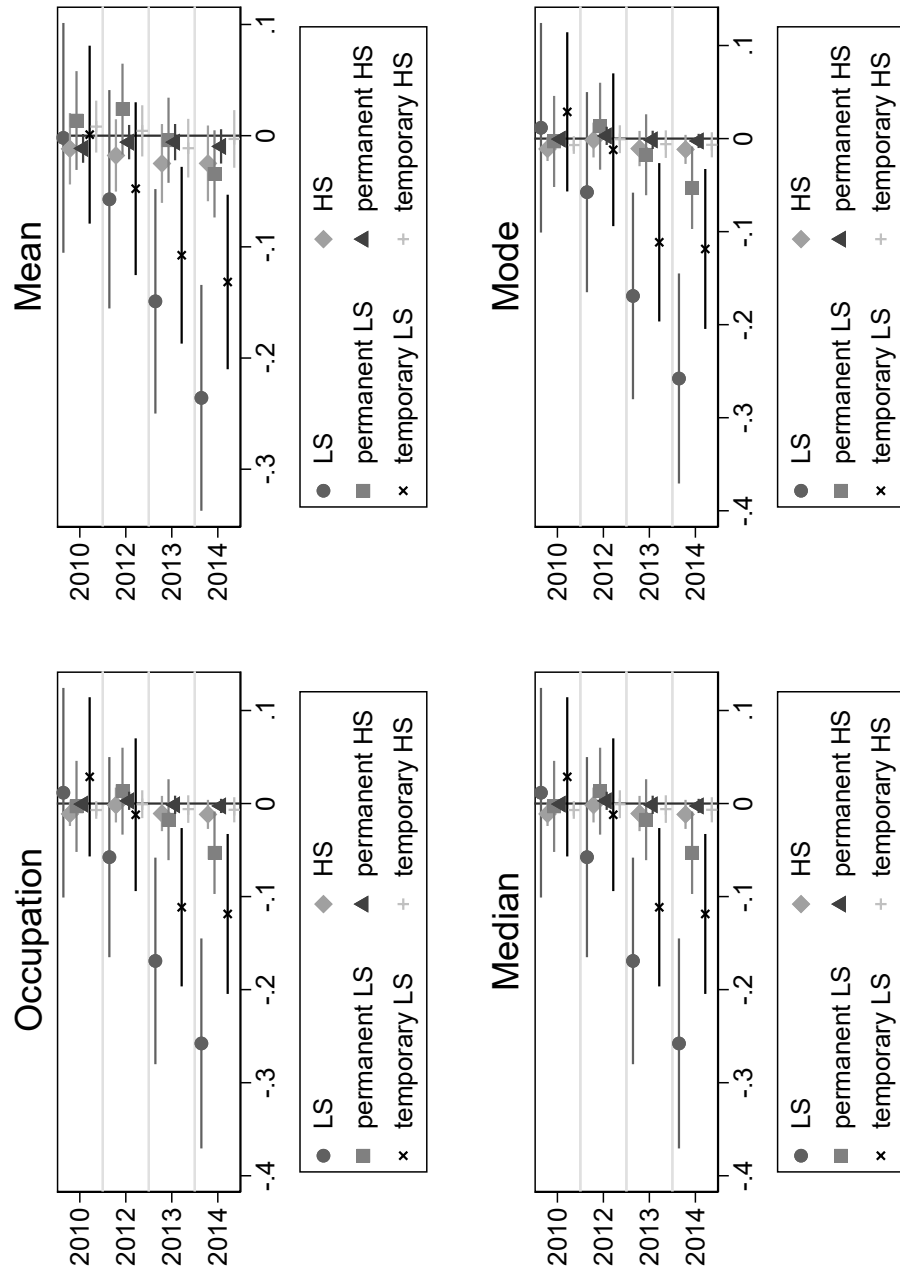 Occupation
2010
2012
2013
2014
-.4 -.3 -.2 -.1 0 .1
LS HS
permanent LS permanent HS
temporary LS temporary HS
Mean
2010
2012
2013
2014
-.3 -.2 -.1 0 .1
LS HS
permanent LS permanent HS
temporary LS temporary HS
Median
2010
2012
2013
2014
-.4 -.3 -.2 -.1 0 .1
LS HS
permanent LS permanent HS
temporary LS temporary HS
Mode
2010
2012
2013
2014
-.4 -.3 -.2 -.1 0 .1
LS HS
permanent LS permanent HS
temporary LS temporary HS